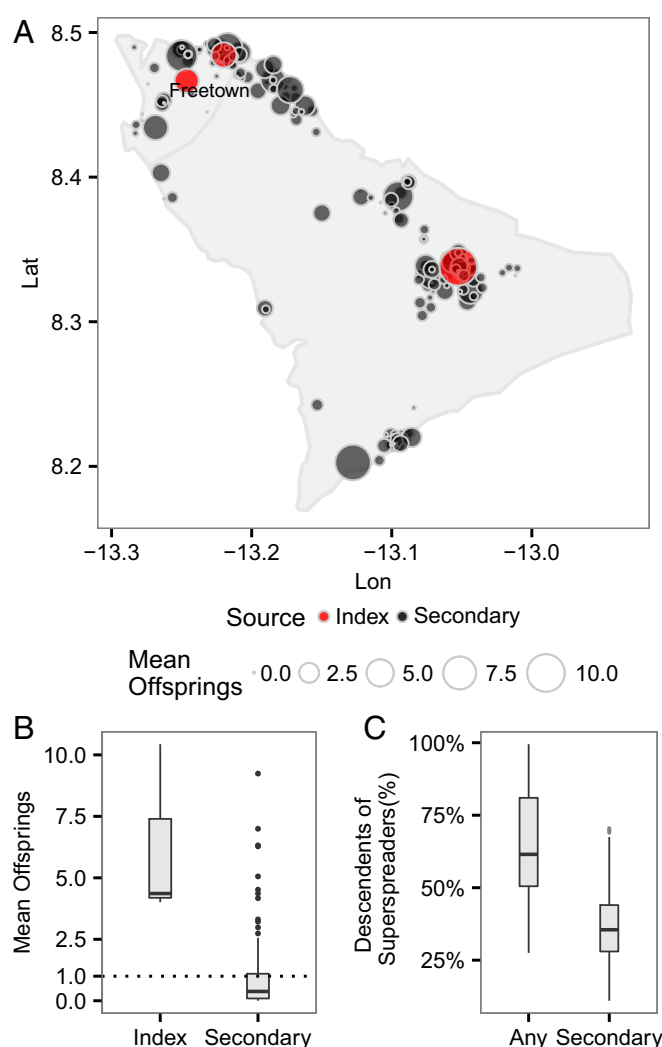 A
8.5
8.4
8.3
8.2
Lat
Freetown
−13.3 −13.2 −13.1 −13.0
Lon
Source Index Secondary
Mean
Offsprings 0.0 2.5 5.0 7.5 10.0
B
Mean Offsprings
10.0
7.5
5.0
2.5
1.0
0.0
Index Secondary
C
Descendents of
Superspreaders(%)
100%
75%
50%
25%
Any Secondary